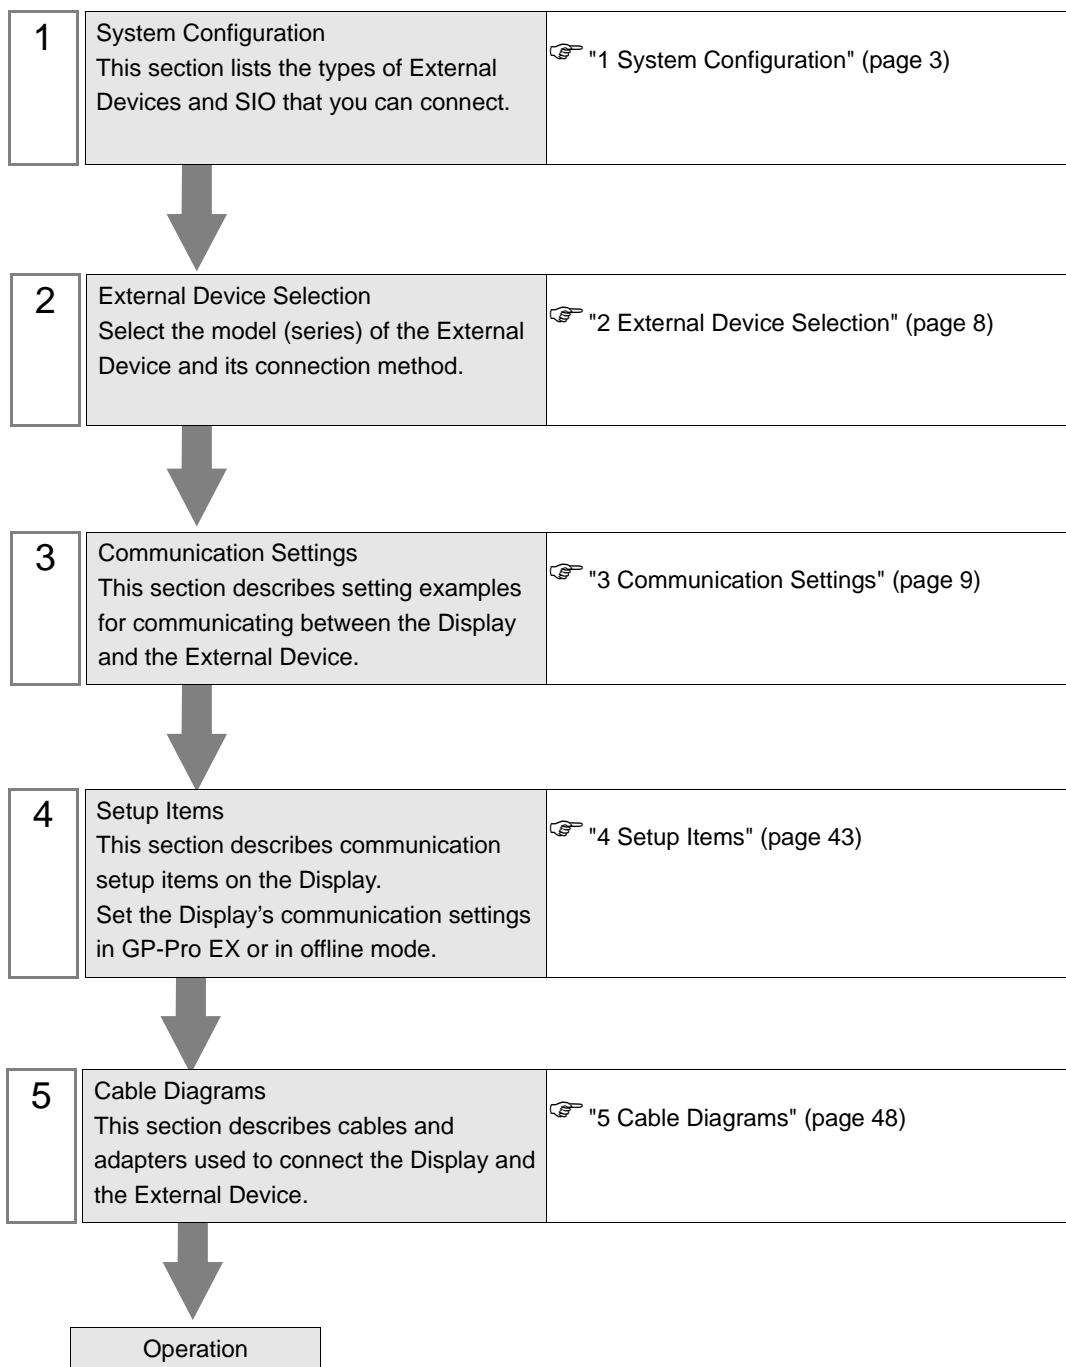 1
System Configuration
This section lists the types of External
Devices and SIO that you can connect.
"1 System Configuration" (page 3)
2
External Device Selection
Select the model (series) of the External
Device and its connection method.
"2 External Device Selection" (page 8)
3
Communication Settings
This section describes setting examples
for communicating between the Display
and the External Device.
"3 Communication Settings" (page 9)
4
Setup Items
This section describes communication
setup items on the Display.
Set the Display’s communication settings
in GP-Pro EX or in offline mode.
"4 Setup Items" (page 43)
5
Cable Diagrams
This section describes cables and
adapters used to connect the Display and
the External Device.
"5 Cable Diagrams" (page 48)
Operation